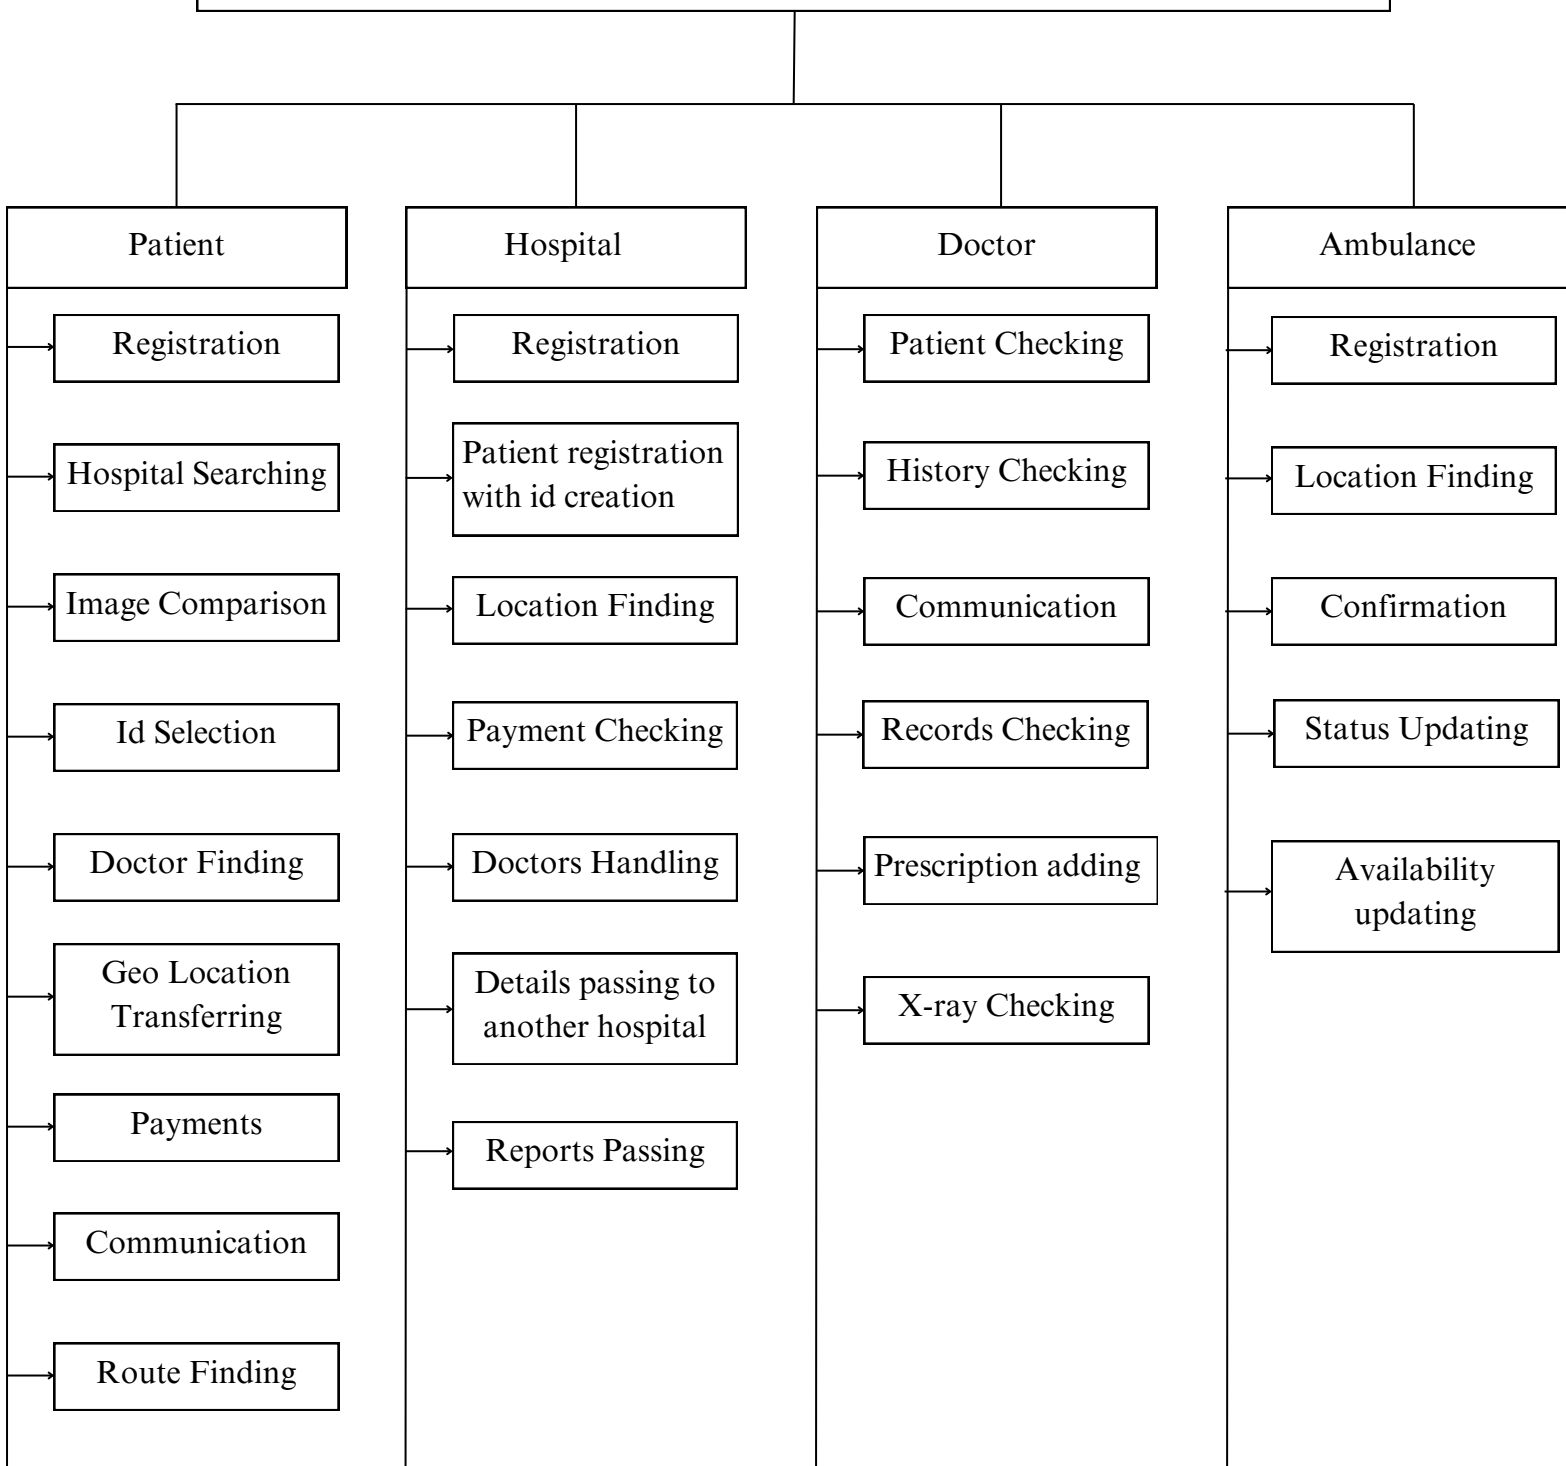 Patient
Registration
Hospital Searching
Image Comparison
Id Selection
Doctor Finding
Geo Location
Transferring
Payments
Communication
Route Finding
Hospital
Registration
Patient registration
with id creation
Location Finding
Payment Checking
Doctors Handling
Details passing to
another hospital
Reports Passing
Doctor
Patient Checking
History Checking
Communication
Records Checking
Prescription adding
X-ray Checking
Ambulance
Registration
Location Finding
Confirmation
Status Updating
Availability
updating